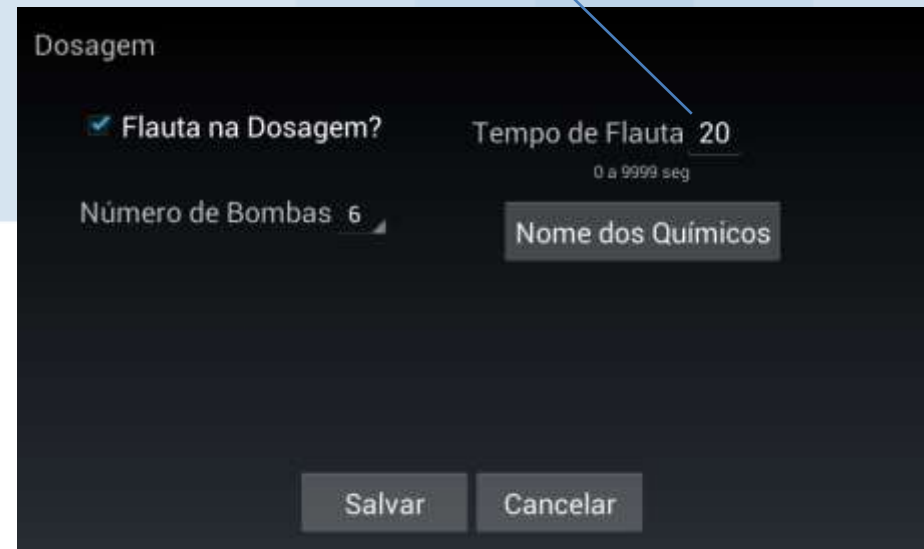 Dosagem
Flauta na Dosagem?
Tempo de Flauta 20
0 a 9999 seg
Número de Bombas 6
Nome dos Químicos
Salvar
Cancelar